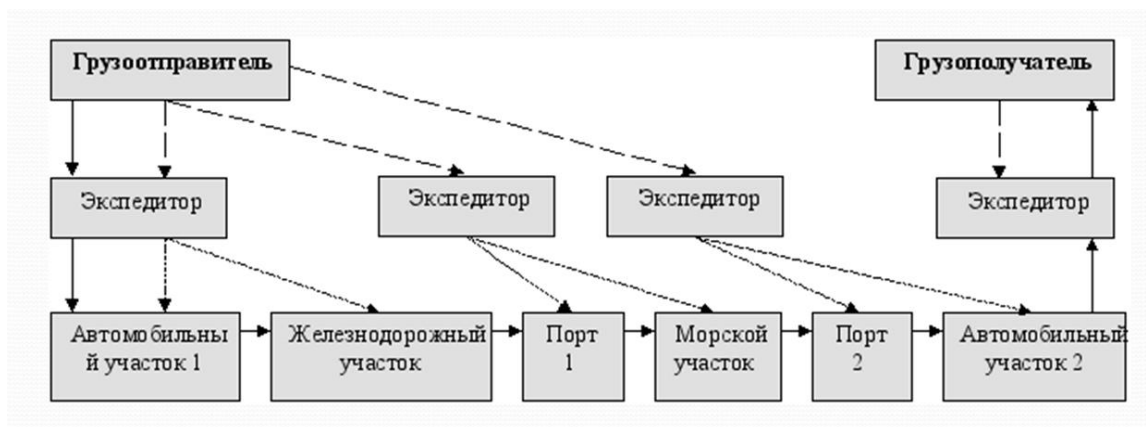 Грузоотправитель
Грузополучатель
Экспедитор
Экспедитор
Экспедитор
Экспедитор
Автомобильны
й участок 1
Железнодорожный
участок
Порт
1
Морской
участок
Порт
2
Автомобильный
участок 2